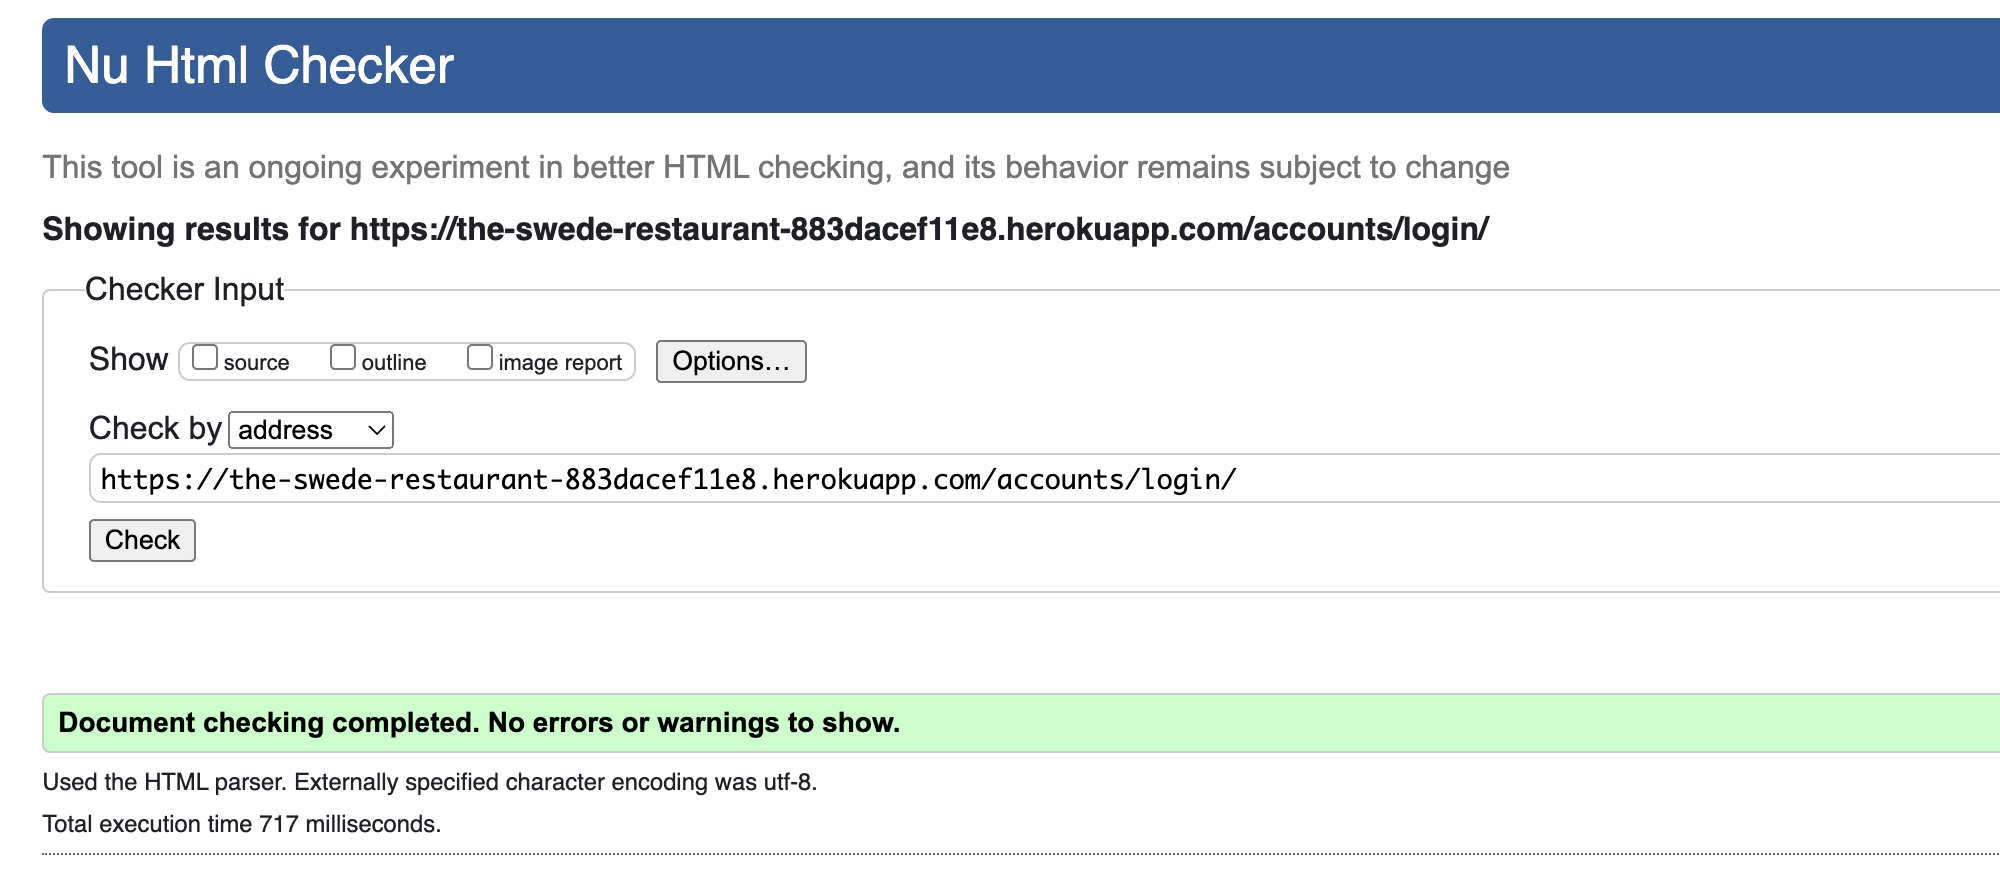 Nu Html Checker
This tool is an ongoing experiment in better HTML checking, and its behavior remains subject to change
Showing results for https://the-swede-restaurant-883dacef11e8.herokuapp.com/accounts/login/
Checker Input
Show source outline image report Options…
Check by address
https://the-swede-restaurant-883dacef11e8.herokuapp.com/accounts/login/
Check
Document checking completed. No errors or warnings to show.
Used the HTML parser. Externally specified character encoding was utf-8.
Total execution time 717 milliseconds.